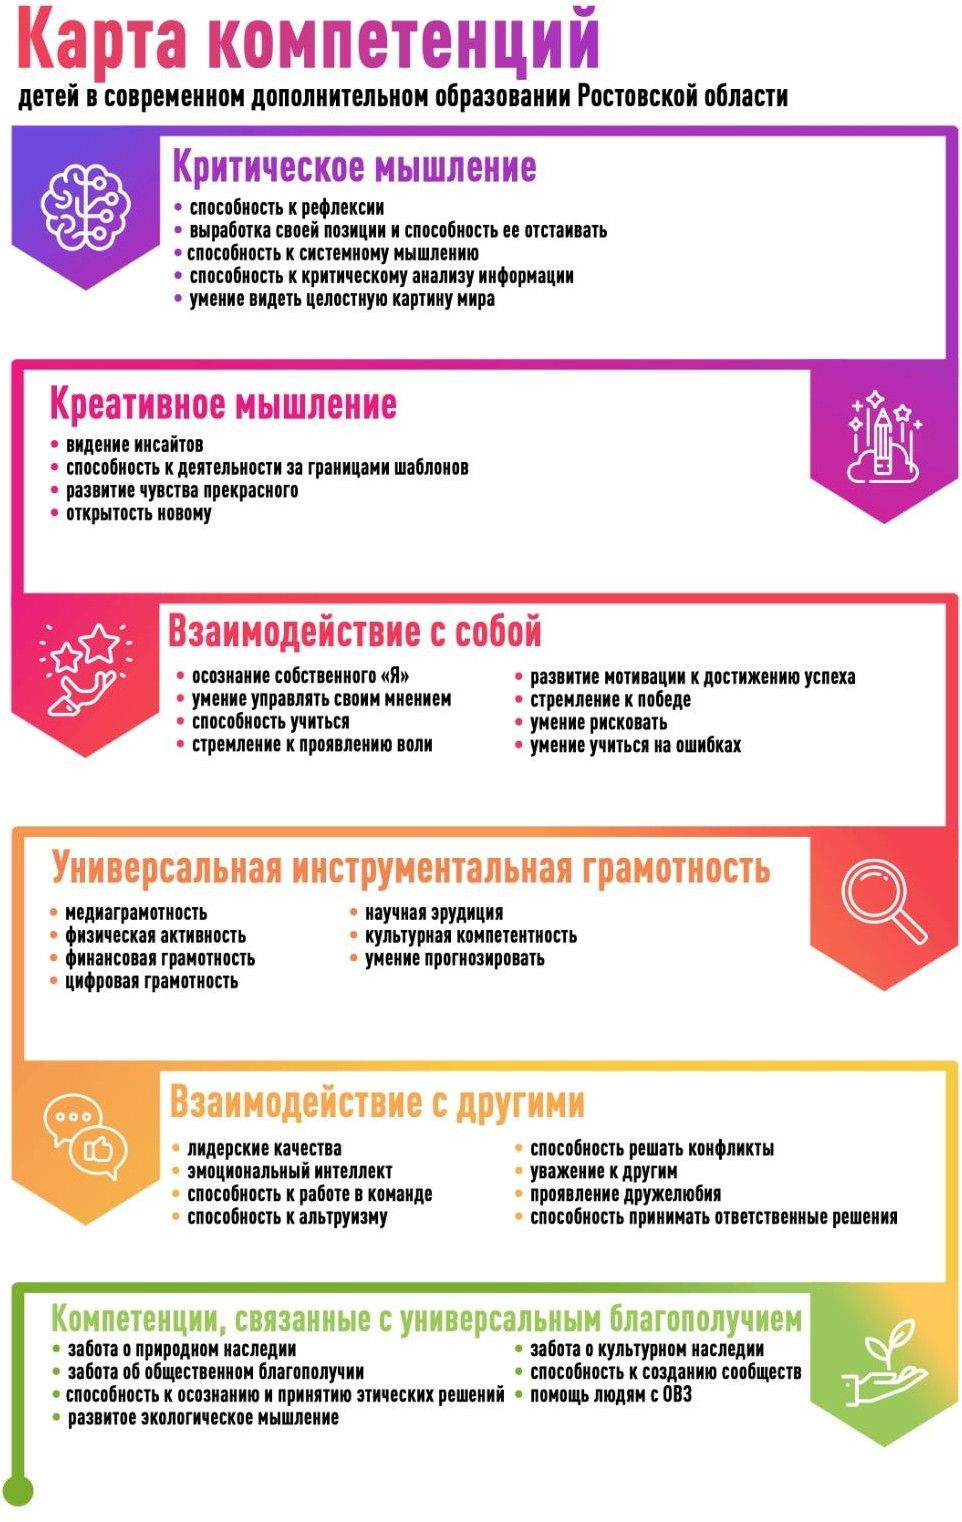 Карта компетенций
детей в современном дополнительном образовании Ростовской области
Критическое мышление
• способность к рефлексии
• выработка своей позиции и способность ее отстаивать
• способность к системному мышлению
• способность к критическому анализу информации
• умение видеть целостную картину мира
Креативное мышление
• видение инсайтов
• способность к деятельности за границами шаблонов
• развитие чувства прекрасного
• открытость новому
Взаимодействие с собой
• осознание собственного «Я»
• умение управлять своим мнением
• способность учиться
• стремление к проявлению воли
• развитие мотивации к достижению успеха
• стремление к победе
• умение рисковать
• умение учиться на ошибках
Универсальная инструментальная грамотность
• медиаграмотность
• физическая активность
• финансовая грамотность
• цифровая грамотность
• научная эрудиция
• культурная компетентность
• умение прогнозировать
Взаимодействие с другими
• лидерские качества
• эмоциональный интеллект
• способность к работе в команде
• способность к альтруизму
• способность решать конфликты
• уважение к другим
• проявление дружелюбия
• способность принимать ответственные решения
Компетенции, связанные с универсальным благополучием
• забота о природном наследии
• забота об общественном благополучии
• способность к осознанию и принятию этических решений
• развитое экологическое мышление
• забота о культурном наследии
• способность к созданию сообществ
• помощь людям с ОВЗ